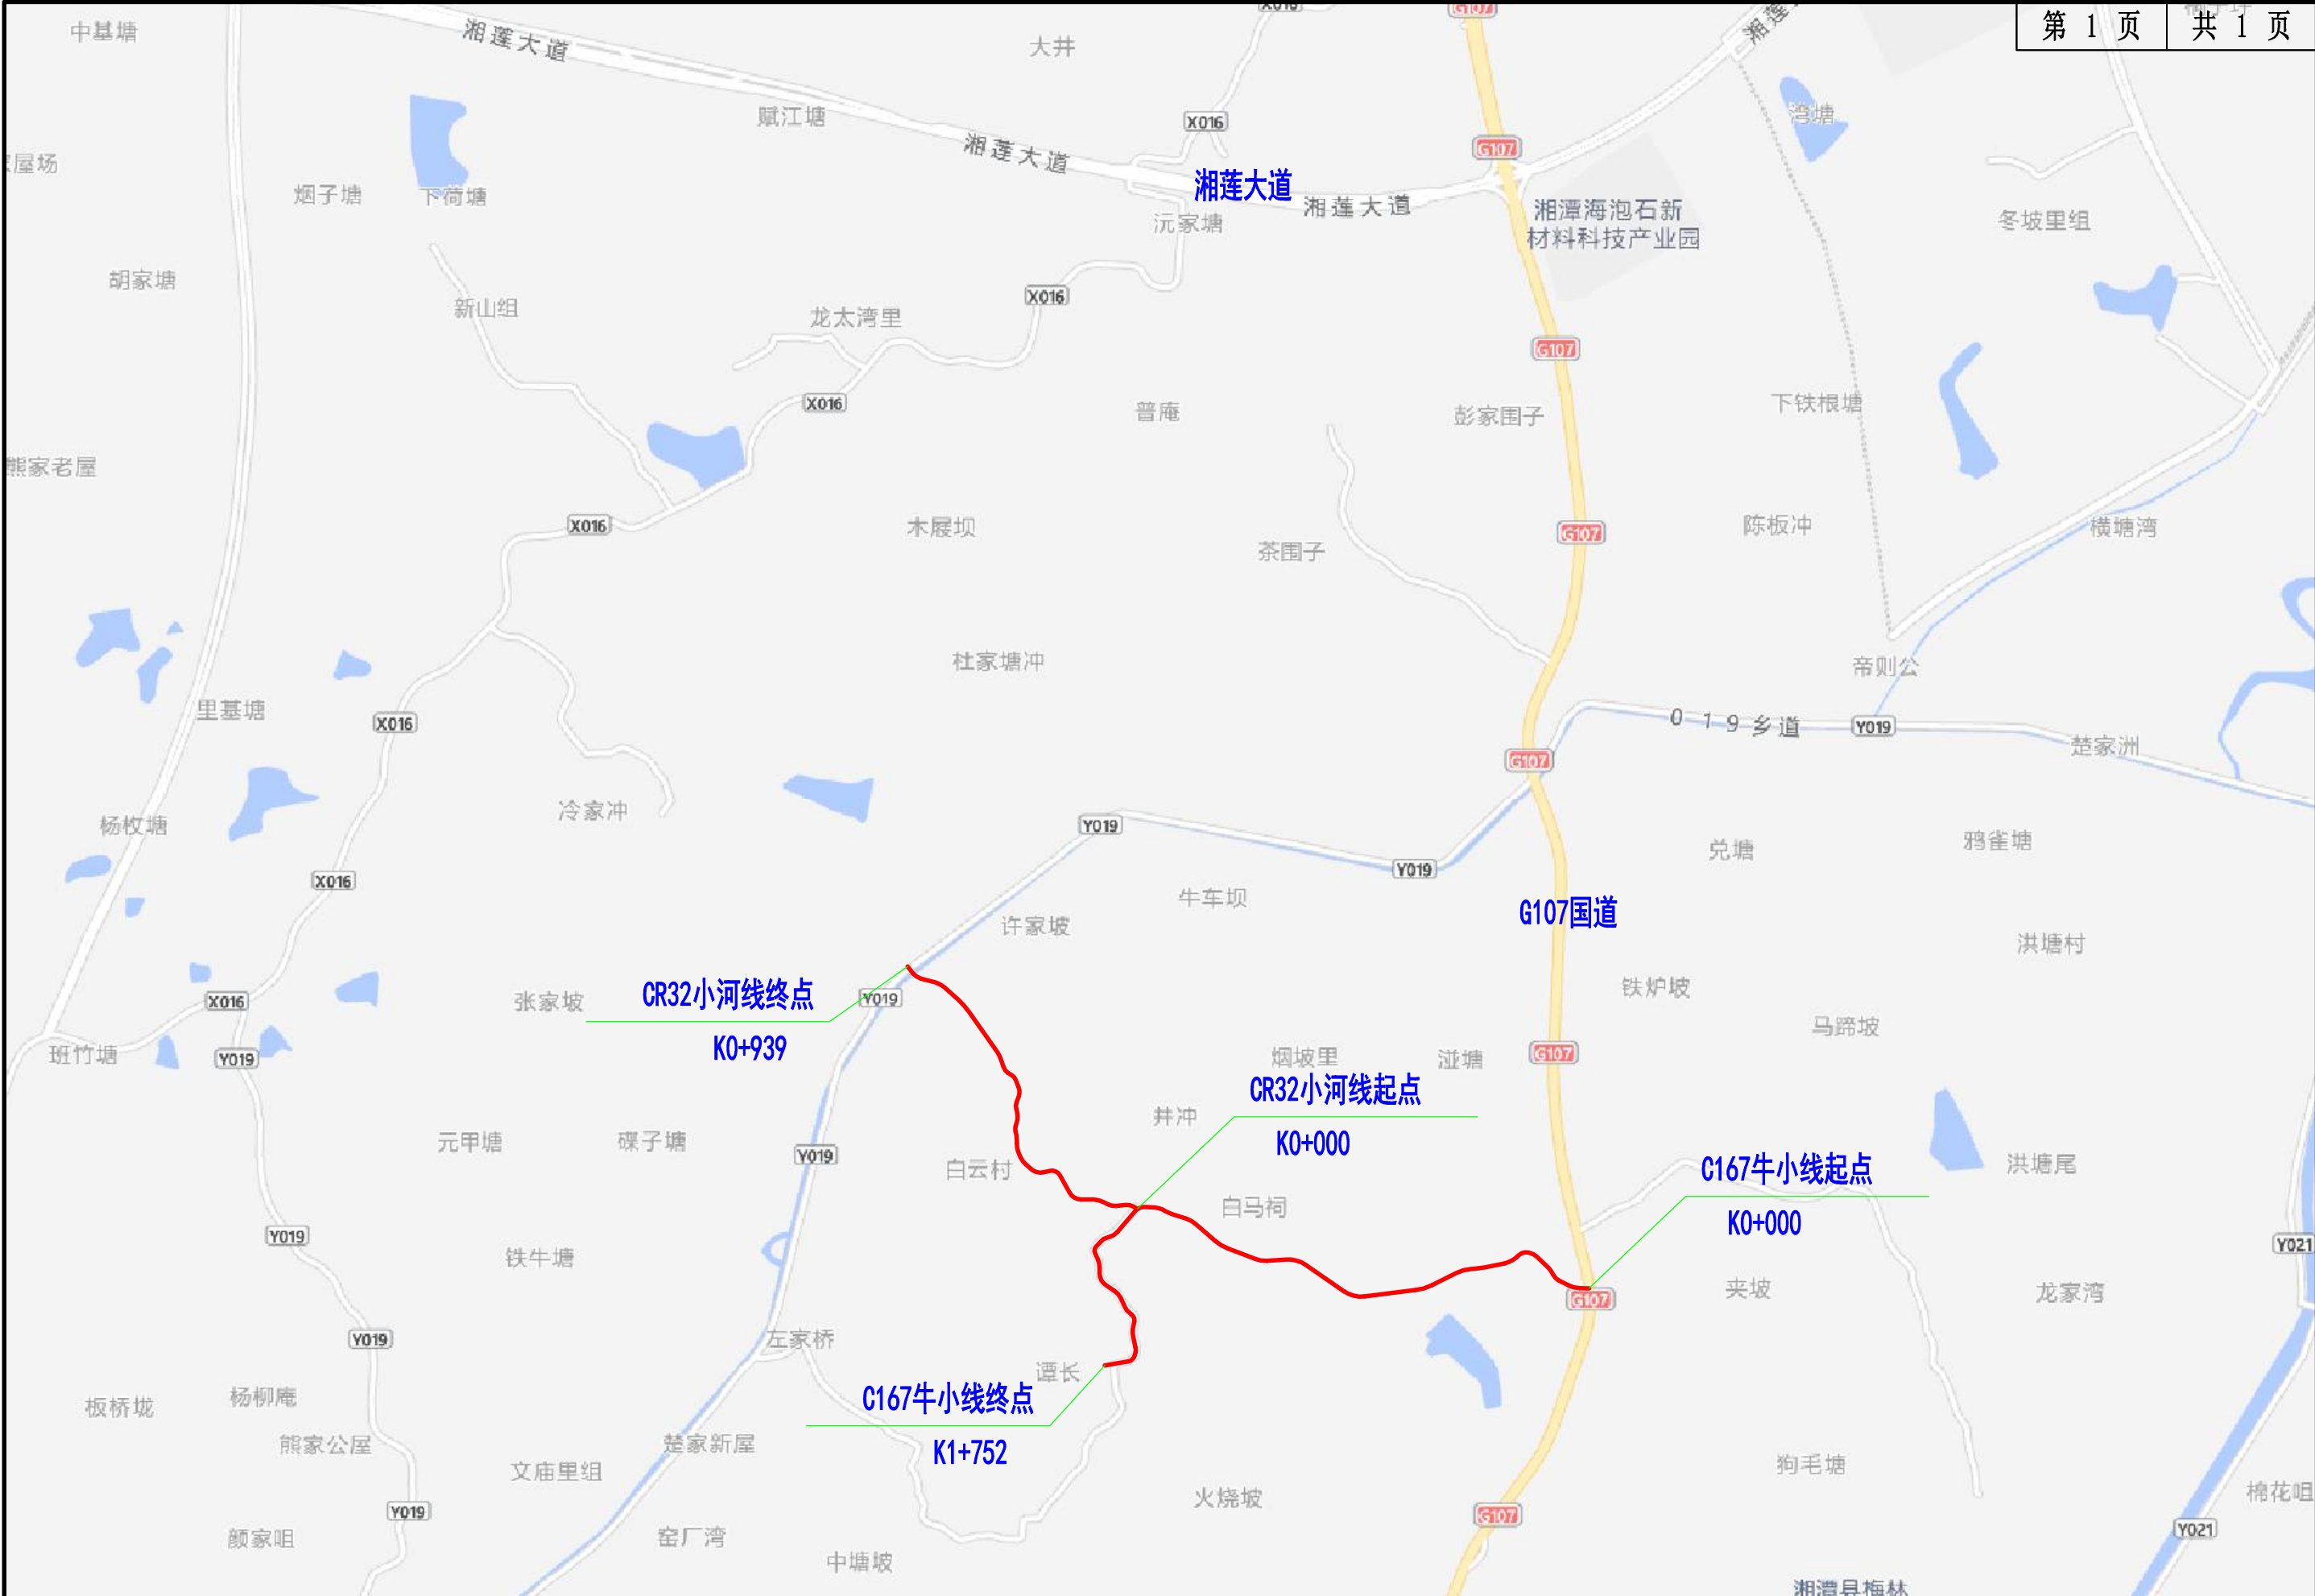 中基塘
湘莲大道
大井
X016
G107
湘莲
第 1 页
共 1 页
赋江塘
X016
湾塘
屋场
湘莲大道
G107
烟子塘
下荷塘
湘莲大道
湘莲大道
沅家塘
湘潭海泡石新
材料科技产业园
冬坡里组
胡家塘
新山组
龙太湾里
X016
G107
X016
普庵
彭家围子
下铁根塘
熊家老屋
X016
木屐坝
茶围子
G107
陈板冲
横塘湾
杜家塘冲
帝则公
里基塘
X016
019乡道
Y019
楚家洲
G107
杨枚塘
冷家冲
Y019
Y019
兑塘
鸦雀塘
X016
牛车坝
许家坡
G107国道
洪塘村
X016
张家坡
CR32小河线终点
K0+939
Y019
铁炉坡
马蹄坡
班竹塘
Y019
烟坡里
湴塘
G107
CR32小河线起点
K0+000
井冲
元甲塘
碟子塘
Y019
白云村
C167牛小线起点
K0+000
洪塘尾
白马祠
Y019
铁牛塘
Y021
夹坡
龙家湾
G107
Y019
左家桥
谭长
C167牛小线终点
K1+752
板桥垅
杨柳庵
熊家公屋
楚家新屋
文庙里组
狗毛塘
火烧坡
棉花咀
Y019
G107
Y021
颜家咀
窑厂湾
中塘坡
湘潭县梅林